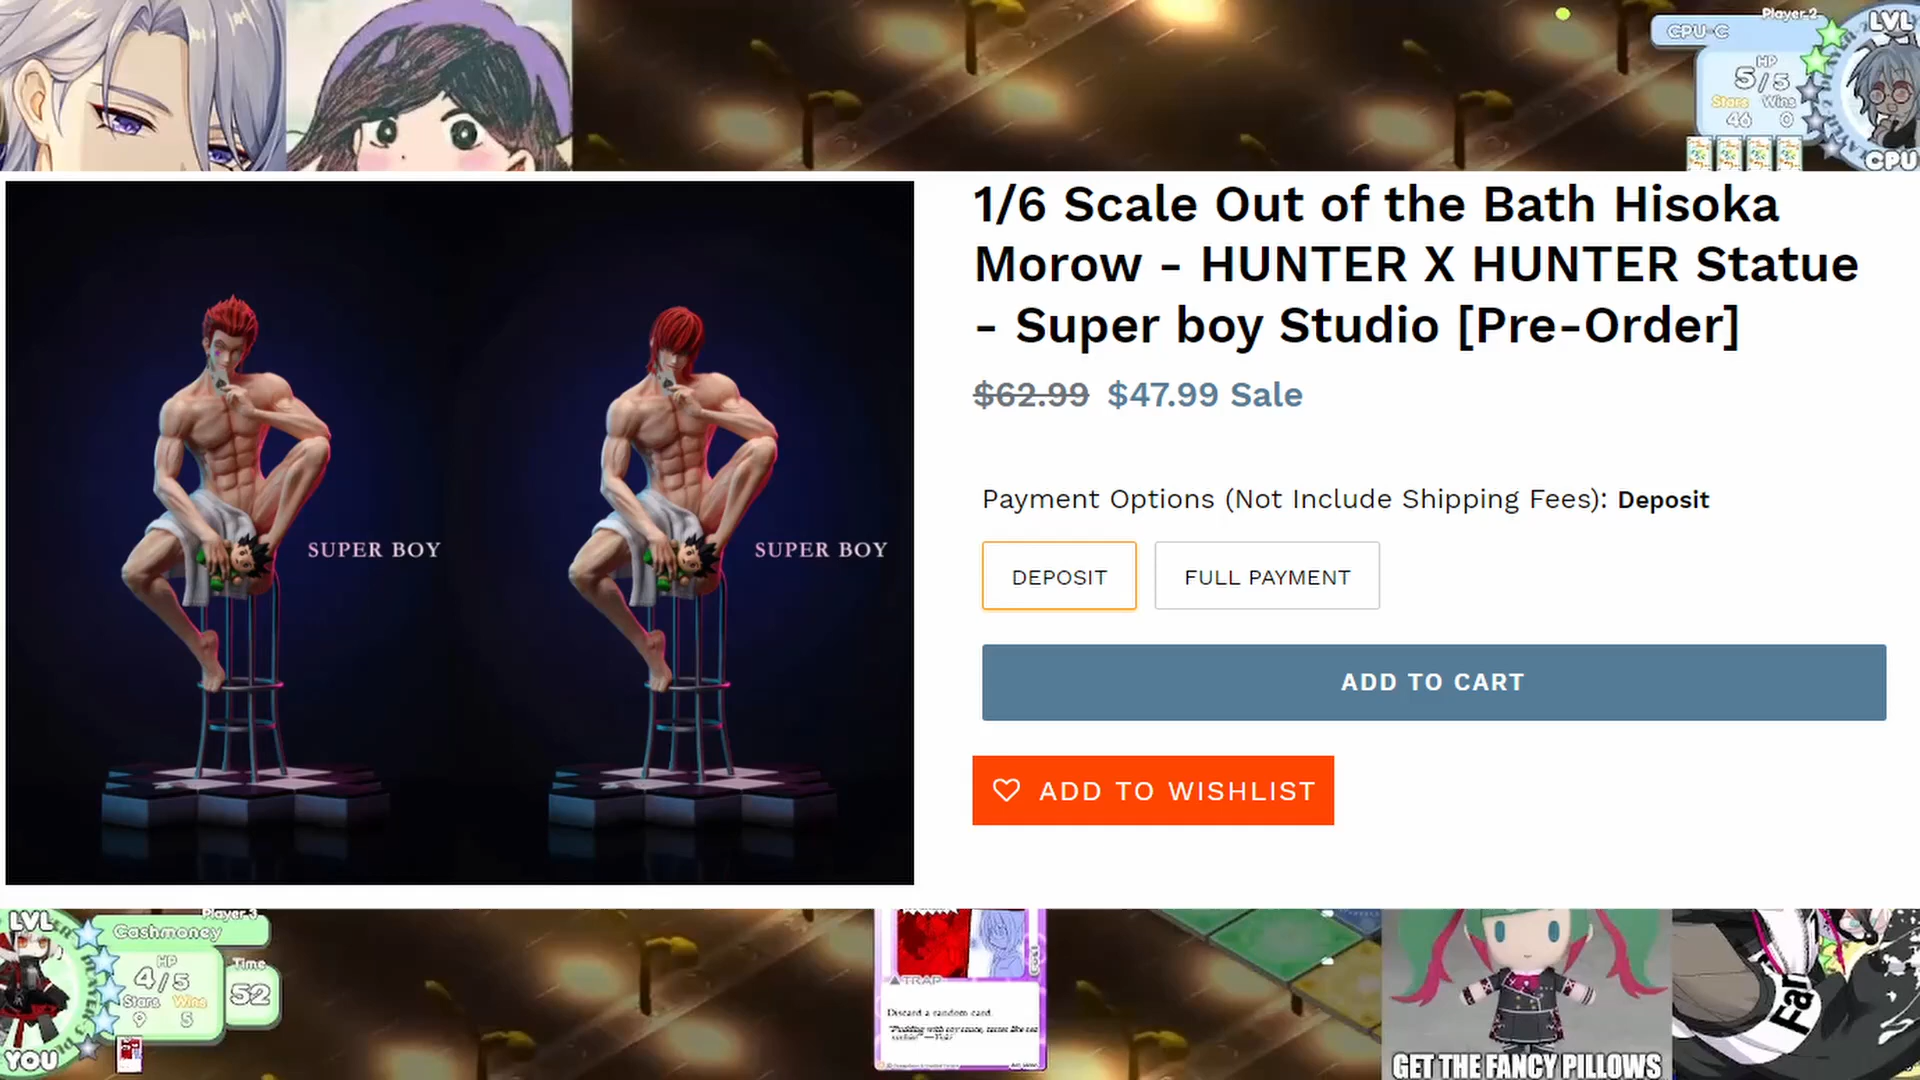 Player 2
LVL
CPU-C
HP
5/5
Stars Wins
46 0
CPU
1/6 Scale Out of the Bath Hisoka
Morow - HUNTER X HUNTER Statue
- Super boy Studio [Pre-Order]
$62.99 $47.99 Sale
Payment Options (Not Include Shipping Fees): Deposit
DEPOSIT
FULL PAYMENT
ADD TO CART
ADD TO WISHLIST
SUPER BOY
SUPER BOY
LVL
Player 3
Cashmoney
HP
4/5
Stars Wins
9 5
Time
52
YOU
TRAP
Discard a random card.
GET THE FANCY PILLOWS